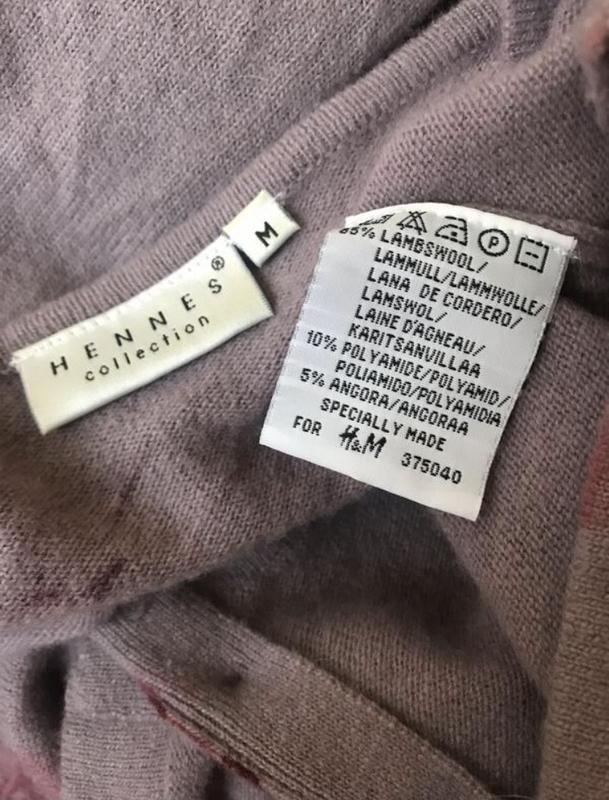 HENNES®
collection
M
85% LAMBSWOOL/
LAMMULL/LAMMWOLLE/
LANA DE CORDERO/
LAMSWOL/
LAINE D'AGNEAU/
KARITSANVILLAA
10% POLYAMIDE/POLYAMID/
POLIAMIDO/POLYAMIDIA
5% ANGORA/ANGORAA
SPECIALLY MADE
FOR H&M 375040
P